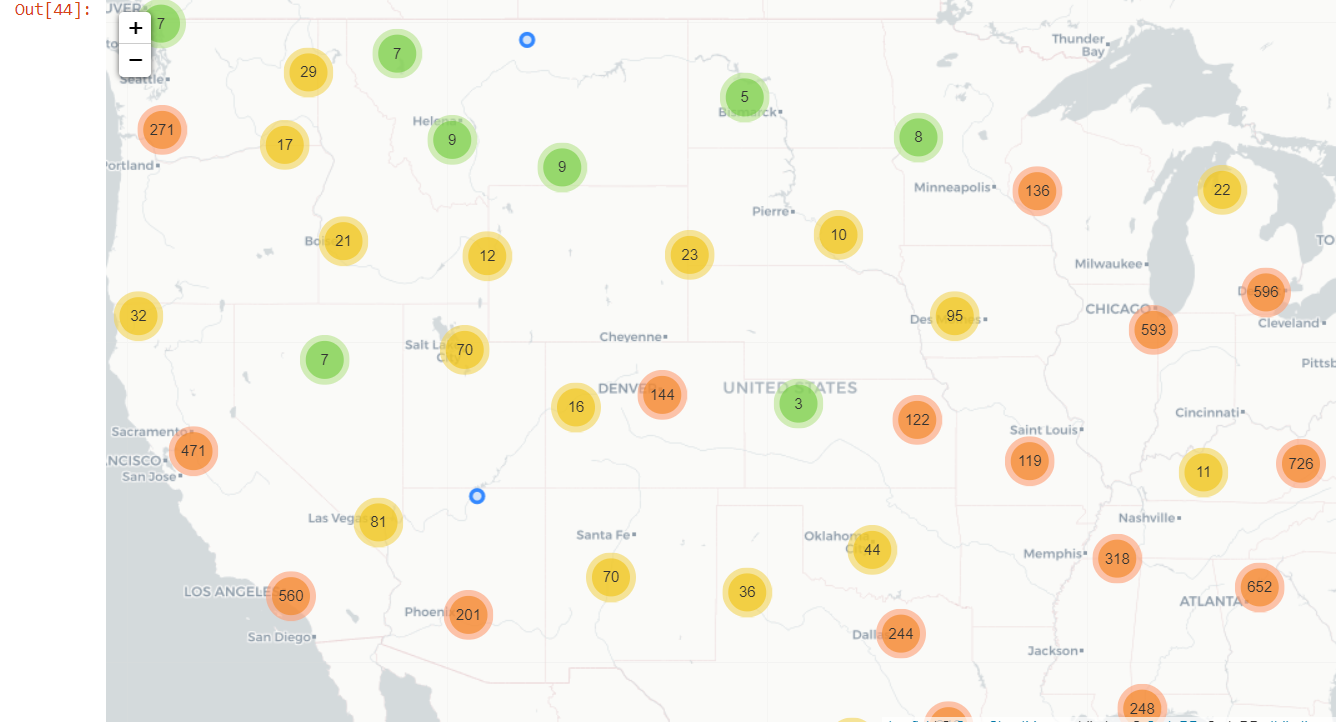 Out[44]:
UVER
7
+
−
Seattle
29
7
5
Bismarck
Thunder
Bay
271
17
Helena
9
9
8
Portland
Minneapolis
136
22
Pierre
10
Boise
21
12
23
TO
Milwaukee
32
95
Des Moines
CHICAGO
593
596
Cleveland
7
Salt Lake
City
70
Cheyenne
Pittsb
16
DENVER
144
UNITED STATES
3
122
Cincinnati
Sacramento
471
NCISCO
San Jose
Saint Louis
119
11
726
Las Vegas
81
Nashville
Santa Fe
Oklahoma
44
Memphis
318
70
36
LOS ANGELES
560
Phoenix
201
ATLANTA
652
San Diego
Dallas
244
Jackson
248